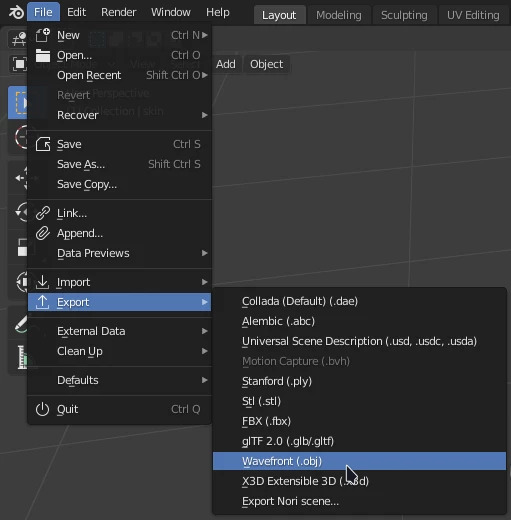 File Edit Render Window Help Layout Modeling Sculpting UV Editing
New Ctrl N
Open... Ctrl O
Open Recent Shift Ctrl O
Add Object
Revert
Perspective
Recover
Collection | skin
Save Ctrl S
Save As... Shift Ctrl S
Save Copy...
Link...
Append...
Data Previews
Import
Export
External Data
Clean Up
Defaults
Quit Ctrl Q
Collada (Default) (.dae)
Alembic (.abc)
Universal Scene Description (.usd, .usdc, .usda)
Motion Capture (.bvh)
Stanford (.ply)
Stl (.stl)
FBX (.fbx)
glTF 2.0 (.glb/.gltf)
Wavefront (.obj)
X3D Extensible 3D (.x3d)
Export Nori scene...